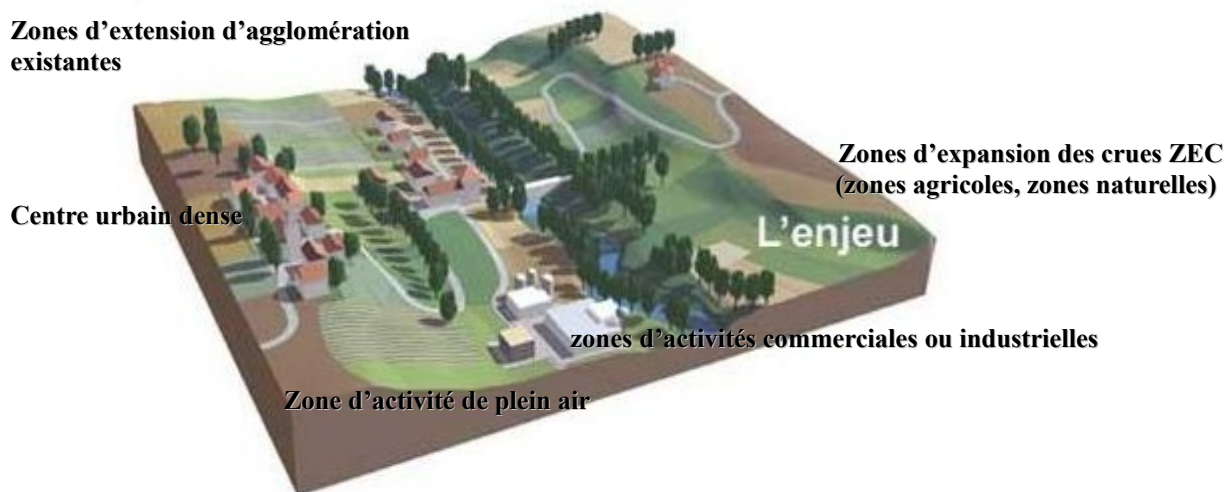 Zones d’extension d’agglomération
existantes
Zones d’expansion des crues ZEC
(zones agricoles, zones naturelles)
Centre urbain dense
L'enjeu
zones d’activités commerciales ou industrielles
Zone d’activité de plein air